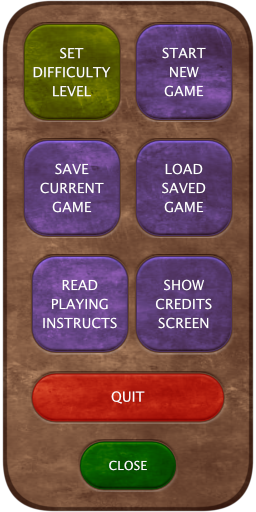 SET
DIFFICULTY
LEVEL
START
NEW
GAME
SAVE
CURRENT
GAME
LOAD
SAVED
GAME
READ
PLAYING
INSTRUCTS
SHOW
CREDITS
SCREEN
QUIT
CLOSE